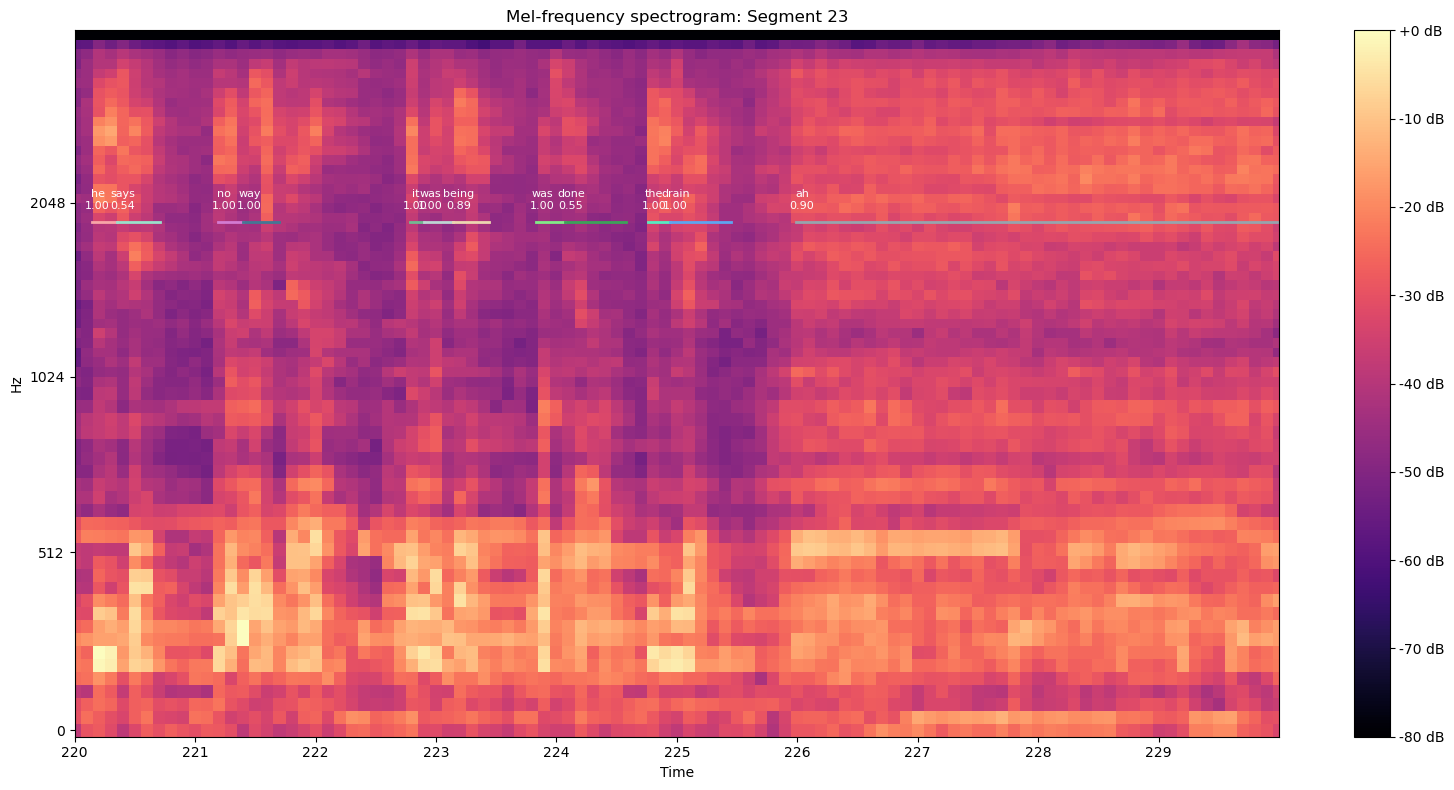 Mel-frequency spectrogram: Segment 23
+0 dB
-10 dB
-20 dB
-30 dB
-40 dB
-50 dB
-60 dB
-70 dB
-80 dB
Hz
2048
1024
512
0
he says no way it was being was done the drain ah
1.00 0.54 1.00 1.00 1.00 1.00 0.89 1.00 0.55 1.00 1.00 0.90
220 221 222 223 224 225 226 227 228 229
Time